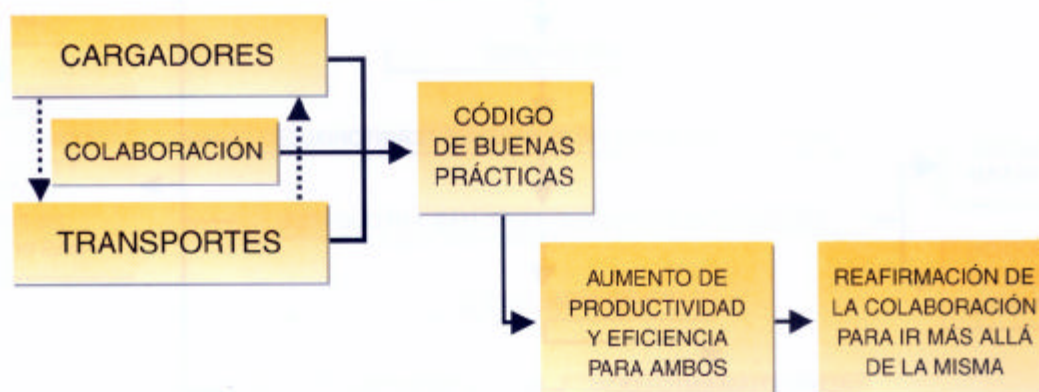 CARGADORES
COLABORACIÓN
TRANSPORTES
CÓDIGO
DE BUENAS
PRÁCTICAS
AUMENTO DE
PRODUCTIVIDAD
Y EFICIENCIA
PARA AMBOS
REAFIRMACIÓN DE
LA COLABORACIÓN
PARA IR MÁS ALLÁ
DE LA MISMA